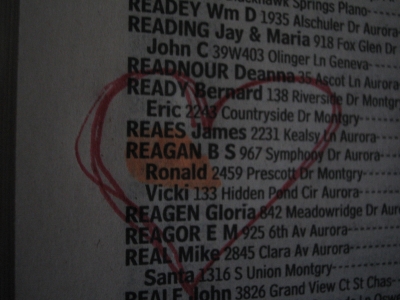 Springs Plano
READEY Wm D 1935 Alschuler Dr Aurora
READING Jay & Maria 918 Fox Glen Dr
John C 39W403 Olinger Ln Geneva
READNOUR Deanna 35 Ascot Ln Aurora
READY Bernard 138 Riverside Dr Montgry
Eric 2243 Countryside Dr Montgry
REAES James 2231 Kealsy Ln Aurora
REAGAN B S 967 Symphony Dr Aurora
Ronald 2459 Prescott Dr Montgry
Vicki 133 Hidden Pond Cir Aurora
REAGEN Gloria 842 Meadowridge Dr Aur
REAGOR E M 925 6th Av Aurora
REAL Mike 2845 Clara Av Aurora
Santa 1316 S Union Montgry
REALE John 3826 Grand View Ct St Chas